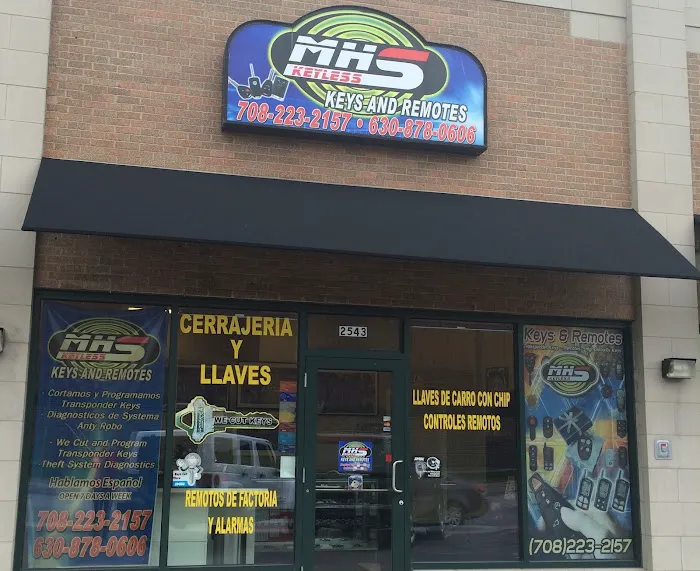 MHS
KEYLESS
KEYS AND REMOTES
708-223-2157 • 630-878-0606
MHS
KEYLESS
KEYS AND REMOTES
- Cortamos y Programamos
Transponder Keys
Diagnosticos de Systema
Anty Robo
- We Cut and Program
Transponder Keys
Theft System Diagnostics
Hablamos Español
OPEN 7 DAYS A WEEK
708-223-2157
630-878-0606
CERRAJERIA
Y
LLAVES
WE CUT KEYS
REMOTOS DE FACTORIA
Y ALARMAS
2543
LLAVES DE CARRO CON CHIP
CONTROLES REMOTOS
Keys & Remotes
MHS
KEYLESS
(708)223-2157